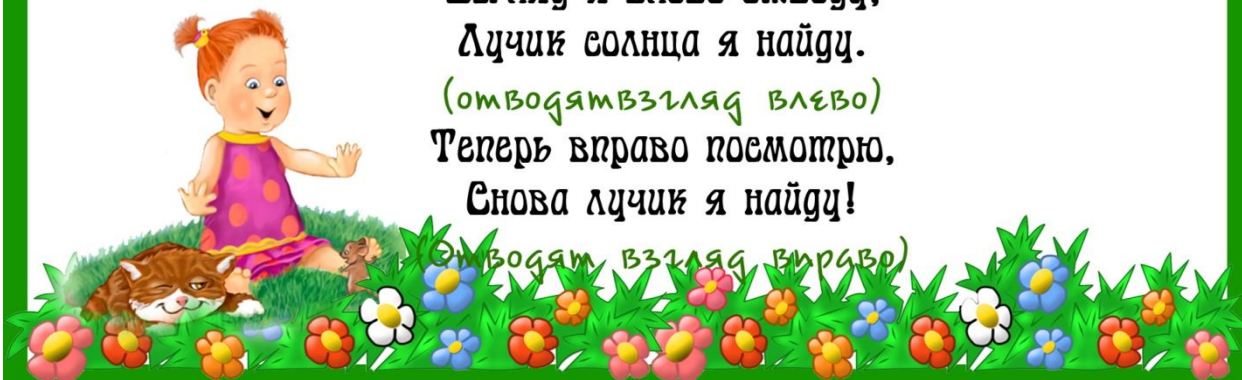 Лучик солнца я найду.
(отводятвзгляд влево)
Теперь вправо посмотрю,
Снова лучик я найду!
(Отводят взгляд вправо)